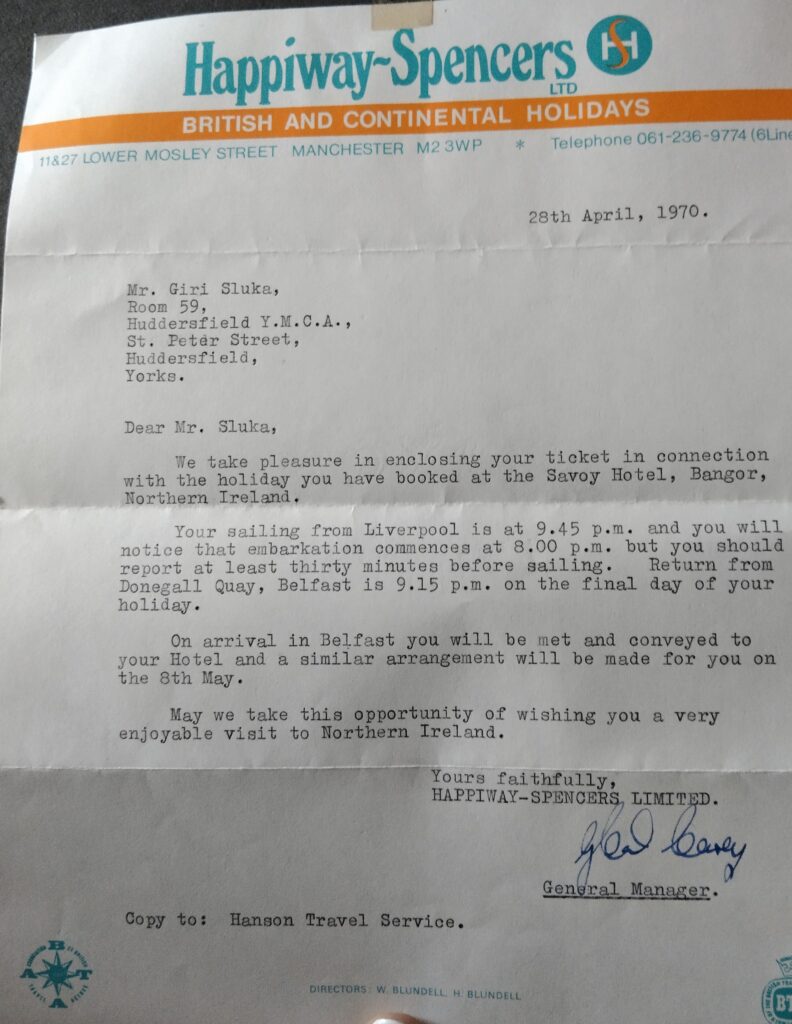 Happiway~Spencers
LTD
HS
BRITISH AND CONTINENTAL HOLIDAYS
11&27 LOWER MOSLEY STREET MANCHESTER M2 3WP * Telephone 061-236-9774 (6Line
28th April, 1970.
Mr. Giri Sluka,
Room 59,
Huddersfield Y.M.C.A.,
St. Peter Street,
Huddersfield,
Yorks.
Dear Mr. Sluka,
We take pleasure in enclosing your ticket in connection
with the holiday you have booked at the Savoy Hotel, Bangor,
Northern Ireland.
Your sailing from Liverpool is at 9.45 p.m. and you will
notice that embarkation commences at 8.00 p.m. but you should
report at least thirty minutes before sailing. Return from
Donegall Quay, Belfast is 9.15 p.m. on the final day of your
holiday.
On arrival in Belfast you will be met and conveyed to
your Hotel and a similar arrangement will be made for you on
the 8th May.
May we take this opportunity of wishing you a very
enjoyable visit to Northern Ireland.
Yours faithfully,
HAPPIWAY-SPENCERS LIMITED.
General Manager.
Copy to: Hanson Travel Service.
ABTA
DIRECTORS: W. BLUNDELL, H. BLUNDELL
BT